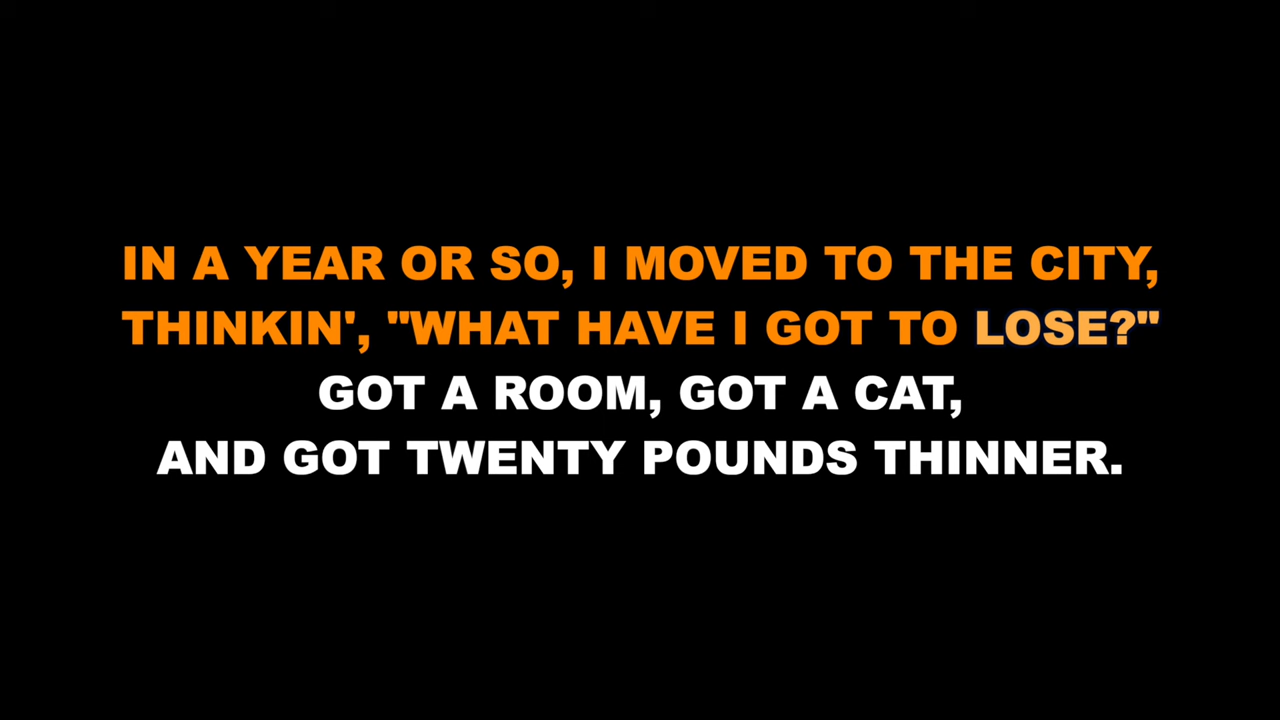 IN A YEAR OR SO, I MOVED TO THE CITY,
THINKIN', "WHAT HAVE I GOT TO LOSE?"
GOT A ROOM, GOT A CAT,
AND GOT TWENTY POUNDS THINNER.